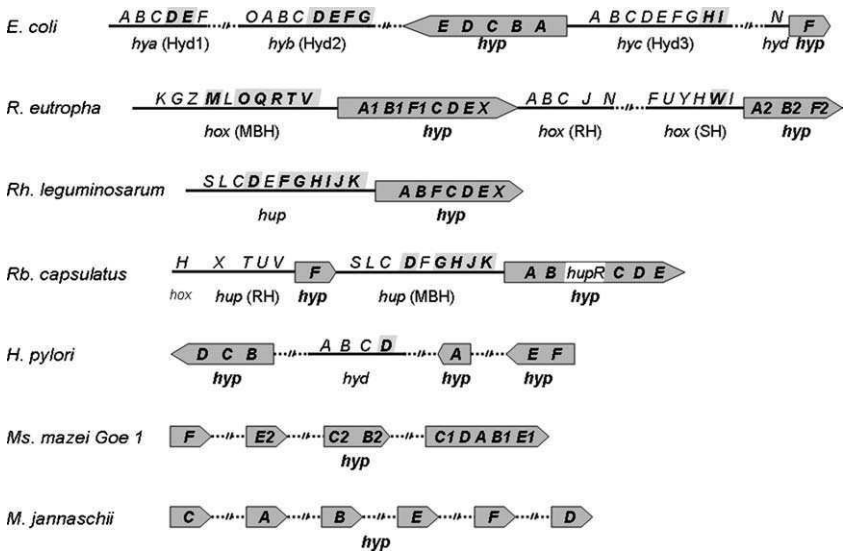 A B C D E F O A B C D E F G A B C D E F G H I N
E. coli E D C B A F
hya (Hyd1) hyb (Hyd2) hyp hyc (Hyd3) hyd hyp
K G Z M L O Q R T V A B C J N F U Y H W I
R. eutropha A1 B1 F1 C D E X A2 B2 F2
hox (MBH) hyp hox (RH) hox (SH) hyp
S L C D E F G H I J K
Rh. leguminosarum A B F C D E X
hup hyp
H X T U V S L C D F G H J K
Rb. capsulatus F A B hupR C D E
hox hup (RH) hyp hup (MBH) hyp
A B C D
H. pylori D C B A E F
hyp hyd hyp hyp
Ms. mazei Goe 1 F E2 C2 B2 C1 D A B1 E1
hyp
M. jannaschii C A B E F D
hyp